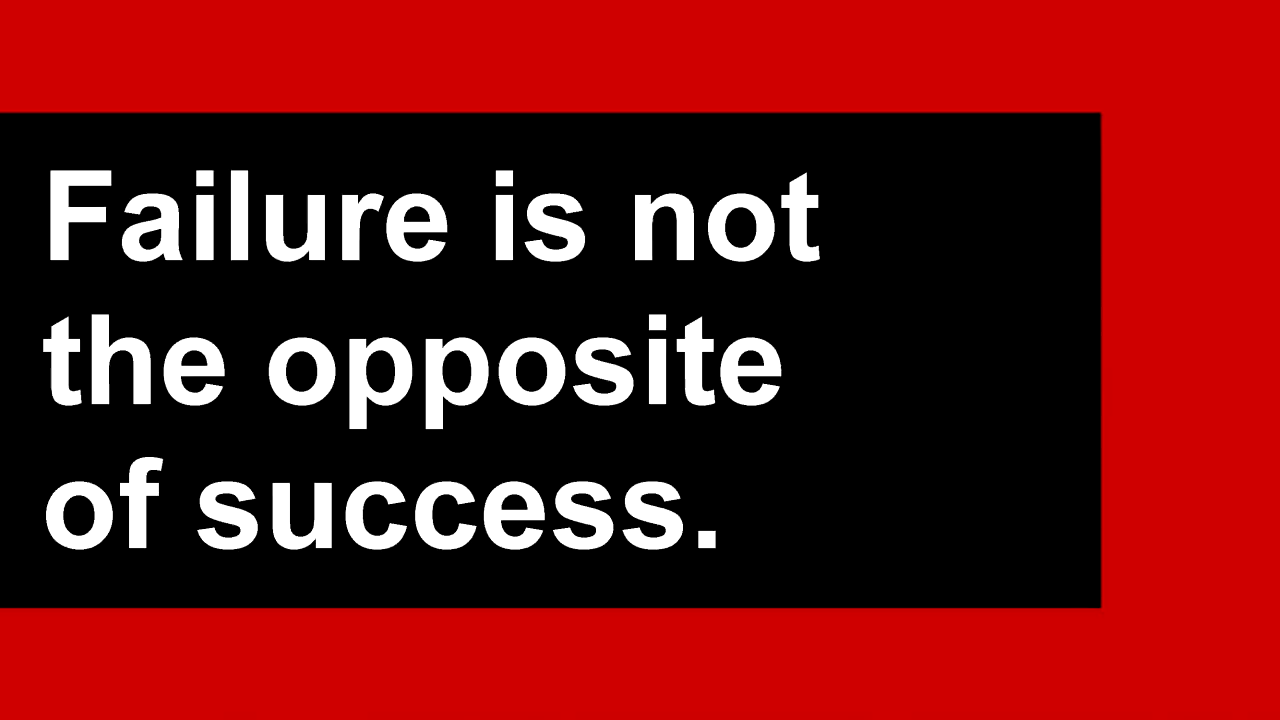 Failure is not
the opposite
of success.